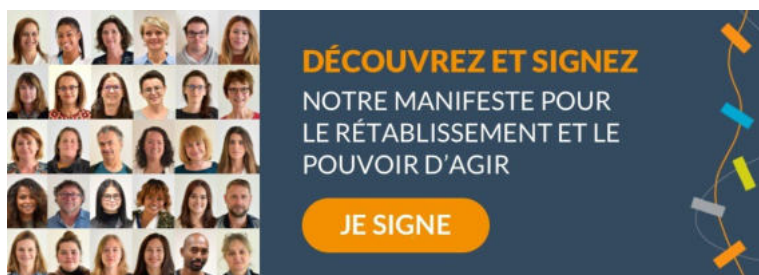 DÉCOUVREZ ET SIGNEZ
NOTRE MANIFESTE POUR
LE RÉTABLISSEMENT ET LE
POUVOIR D'AGIR
JE SIGNE